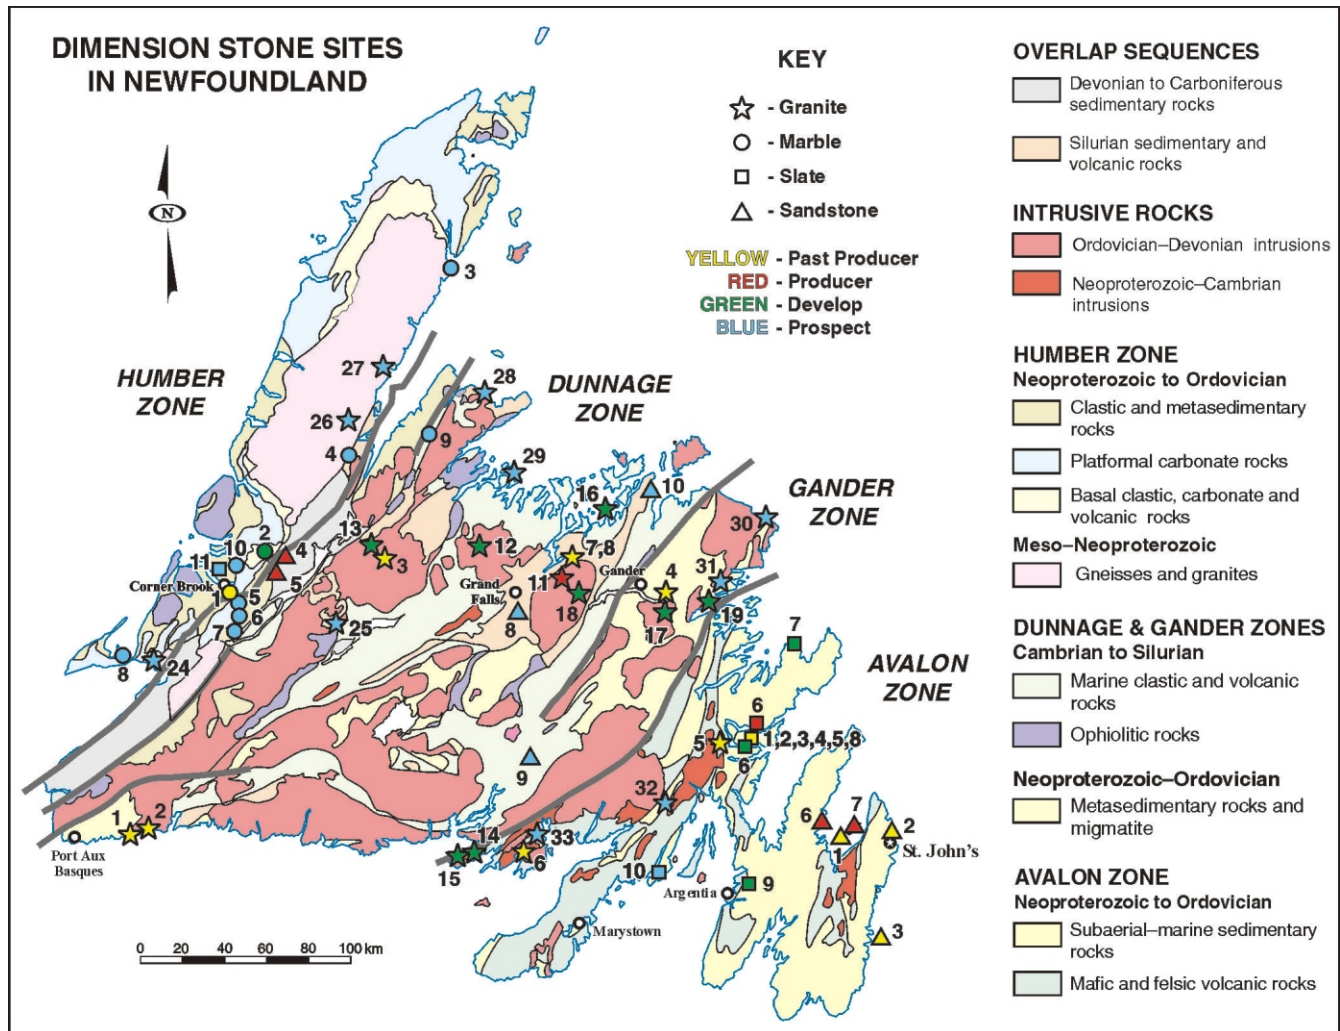 DIMENSION STONE SITES
IN NEWFOUNDLAND
N
KEY
- Granite
- Marble
- Slate
- Sandstone
YELLOW - Past Producer
RED - Producer
GREEN - Develop
BLUE - Prospect
OVERLAP SEQUENCES
Devonian to Carboniferous
sedimentary rocks
Silurian sedimentary and
volcanic rocks
INTRUSIVE ROCKS
Ordovician–Devonian intrusions
Neoproterozoic–Cambrian
intrusions
HUMBER ZONE
Neoproterozoic to Ordovician
Clastic and metasedimentary
rocks
Platformal carbonate rocks
Basal clastic, carbonate and
volcanic rocks
Meso–Neoproterozoic
Gneisses and granites
DUNNAGE & GANDER ZONES
Cambrian to Silurian
Marine clastic and volcanic
rocks
Ophiolitic rocks
Neoproterozoic–Ordovician
Metasedimentary rocks and
migmatite
AVALON ZONE
Neoproterozoic to Ordovician
Subaerial–marine sedimentary
rocks
Mafic and felsic volcanic rocks
HUMBER
ZONE
DUNNAGE
ZONE
GANDER
ZONE
AVALON
ZONE
3
27
28
26
4
9
29
10
16
30
13
2
10
4
12
7,8
11
3
31
11
Corner Brook
5
Grand
Falls
Gander
4
1
5
6
18
19
7
8
17
7
25
8
24
6
5
1,2,3,4,5,8
6
9
32
1
2
6
7
2
33
14
1
St. John's
Port Aux
Basques
15
6
10
Argentia
9
Marystown
3
0 20 40 60 80 100 km